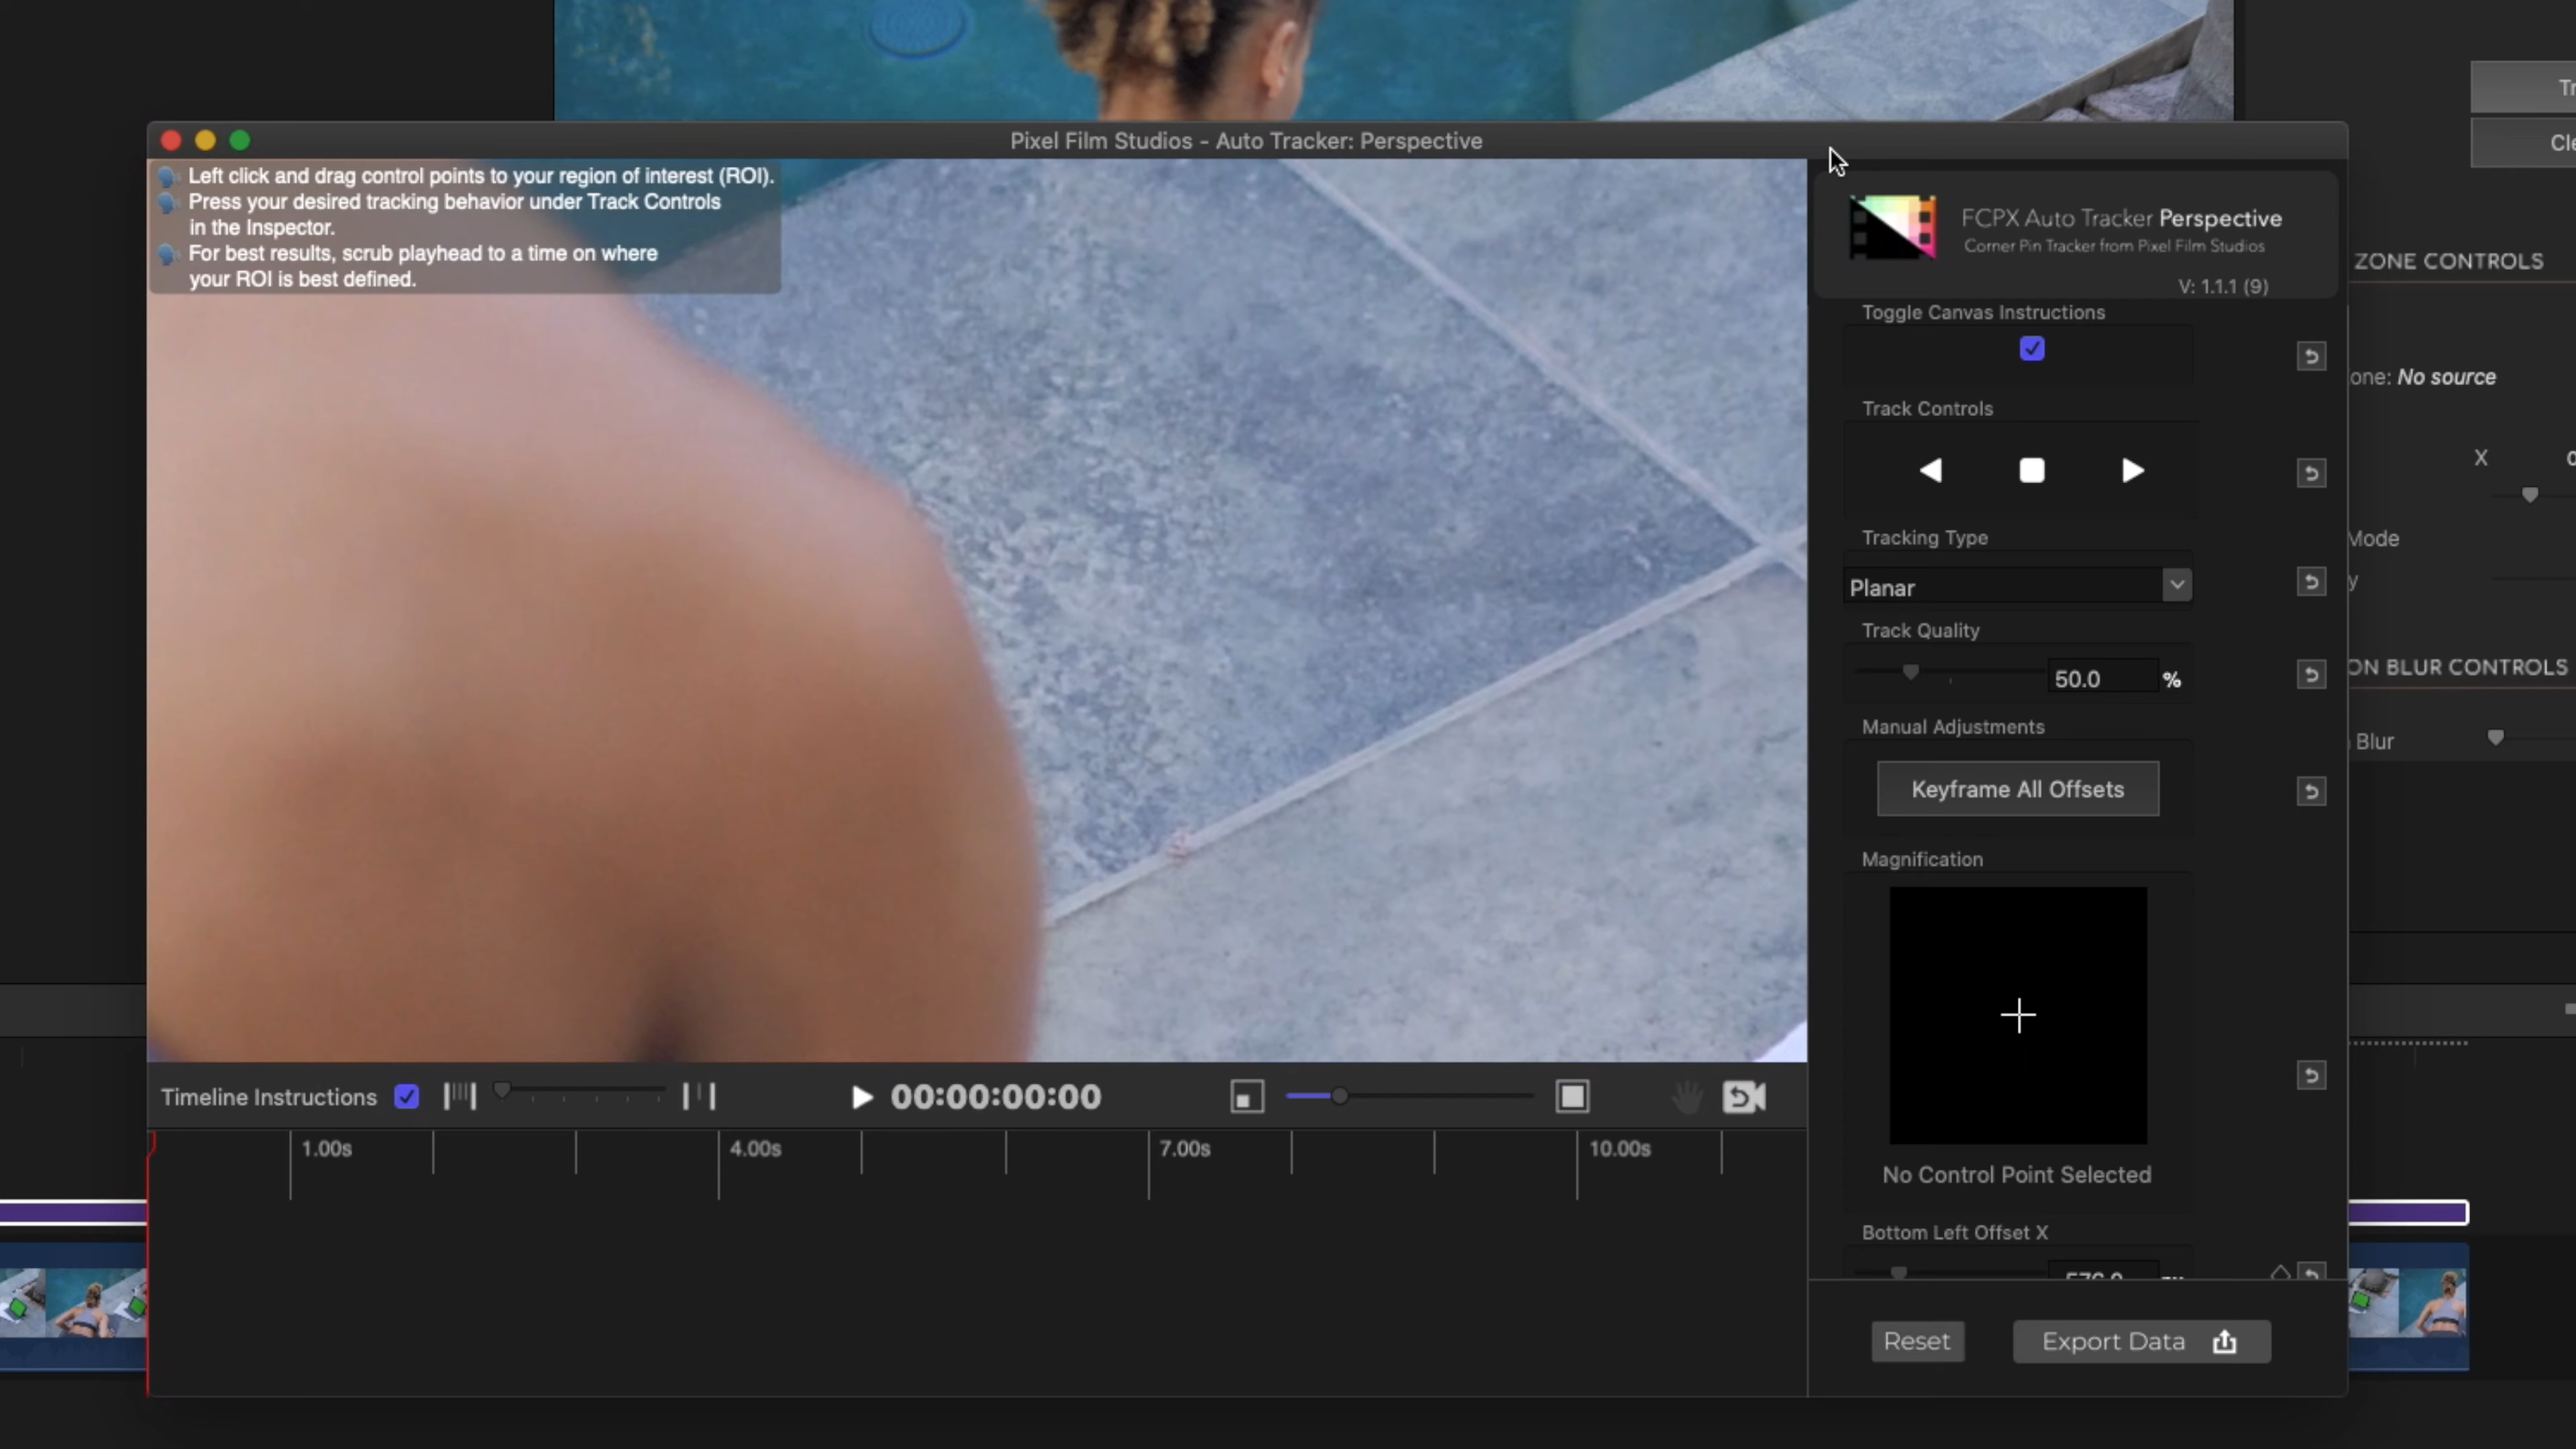 Tr
Cle
Pixel Film Studios - Auto Tracker: Perspective
Left click and drag control points to your region of interest (ROI).
Press your desired tracking behavior under Track Controls
in the Inspector.
For best results, scrub playhead to a time on where
your ROI is best defined.
FCPX Auto Tracker Perspective
Corner Pin Tracker from Pixel Film Studios
V: 1.1.1 (9)
Toggle Canvas Instructions
Track Controls
Tracking Type
Planar
Track Quality
50.0 %
Manual Adjustments
Keyframe All Offsets
Magnification
No Control Point Selected
Bottom Left Offset X
Reset
Export Data
ZONE CONTROLS
one: No source
X
Mode
y
ON BLUR CONTROLS
Blur
Timeline Instructions
00:00:00:00
1.00s
4.00s
7.00s
10.00s